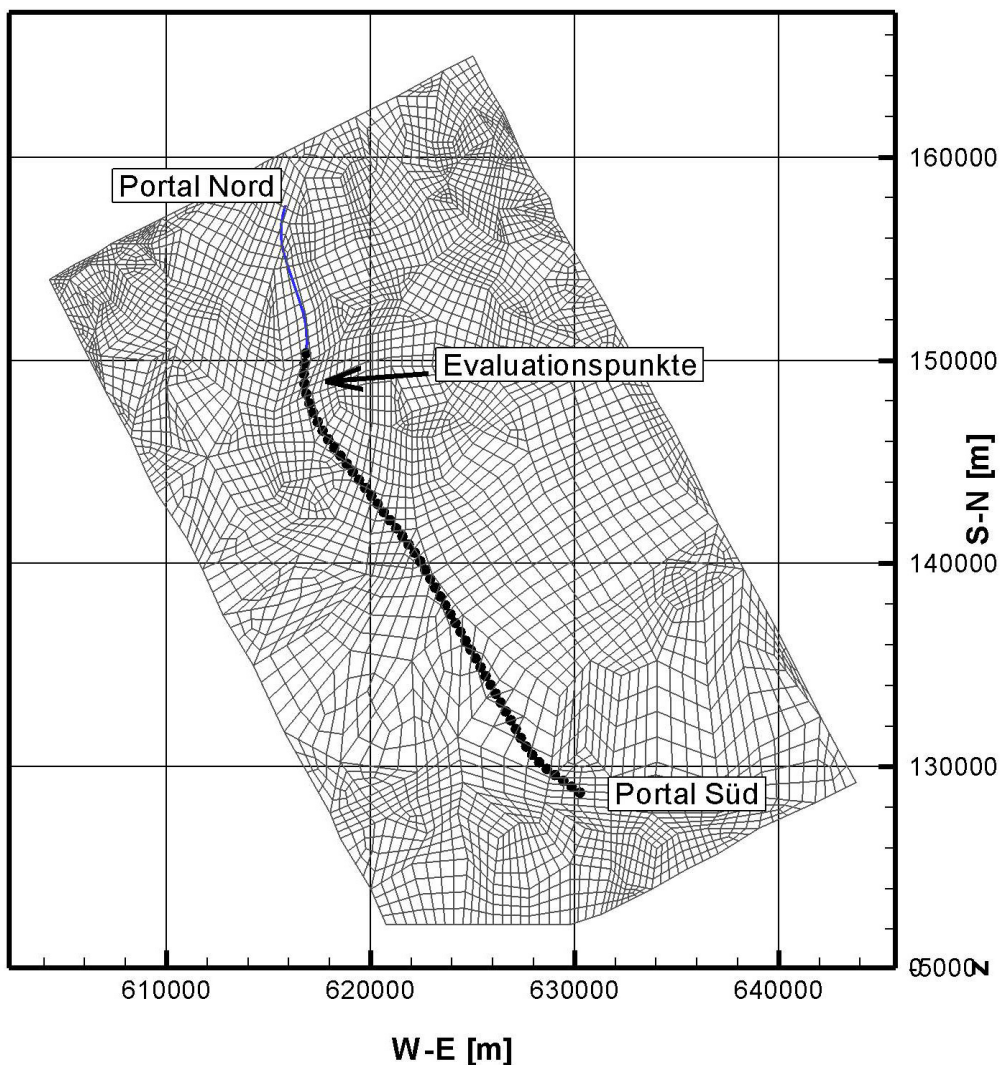 160000
Portal Nord
150000
Evaluationspunkte
S-N [m]
140000
130000
Portal Süd
610000
620000
630000
640000
Z
W-E [m]